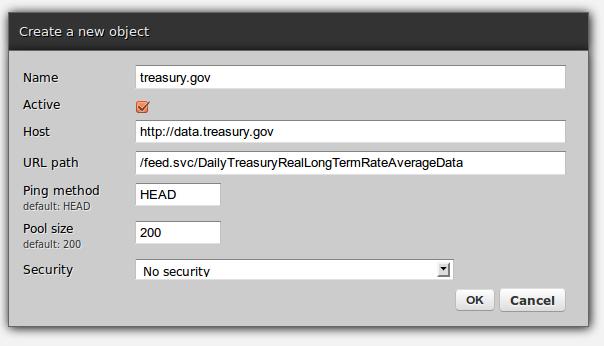 Create a new object
Name treasury.gov
Active
Host http://data.treasury.gov
URL path /feed.svc/DailyTreasuryRealLongTermRateAverageData
Ping method HEAD
default: HEAD
Pool size 200
default: 200
Security No security
OK Cancel